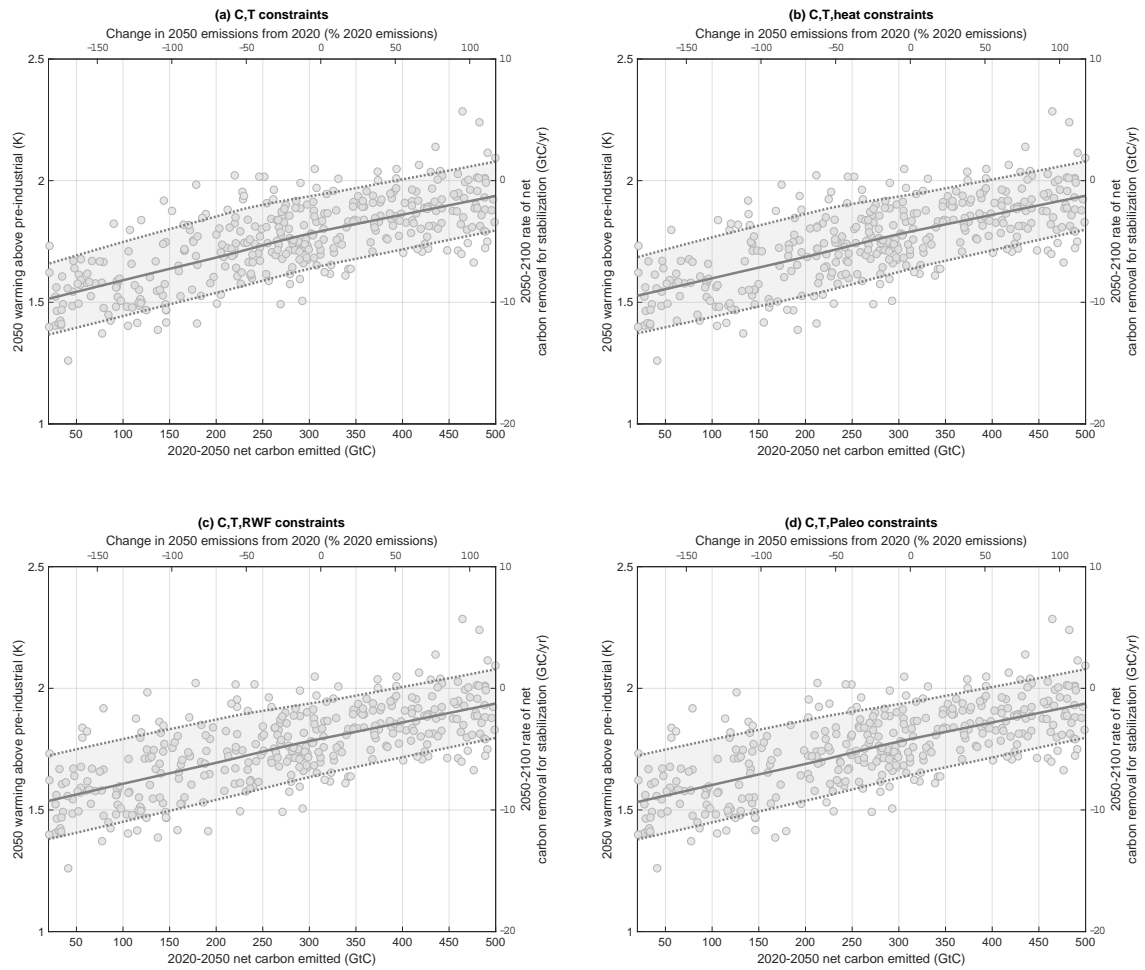 (a) C,T constraints
Change in 2050 emissions from 2020 (% 2020 emissions)
−150 −100 −50 0 50 100
2.5 10
2 0
1.5 −10
1 −20
2050 warming above pre-industrial (K)
2050-2100 rate of net
carbon removal for stabilization (GtC/yr)
50 100 150 200 250 300 350 400 450 500
2020-2050 net carbon emitted (GtC)
(b) C,T,heat constraints
Change in 2050 emissions from 2020 (% 2020 emissions)
−150 −100 −50 0 50 100
2.5 10
2 0
1.5 −10
1 −20
2050 warming above pre-industrial (K)
2050-2100 rate of net
carbon removal for stabilization (GtC/yr)
50 100 150 200 250 300 350 400 450 500
2020-2050 net carbon emitted (GtC)
(c) C,T,RWF constraints
Change in 2050 emissions from 2020 (% 2020 emissions)
−150 −100 −50 0 50 100
2.5 10
2 0
1.5 −10
1 −20
2050 warming above pre-industrial (K)
2050-2100 rate of net
carbon removal for stabilization (GtC/yr)
50 100 150 200 250 300 350 400 450 500
2020-2050 net carbon emitted (GtC)
(d) C,T,Paleo constraints
Change in 2050 emissions from 2020 (% 2020 emissions)
−150 −100 −50 0 50 100
2.5 10
2 0
1.5 −10
1 −20
2050 warming above pre-industrial (K)
2050-2100 rate of net
carbon removal for stabilization (GtC/yr)
50 100 150 200 250 300 350 400 450 500
2020-2050 net carbon emitted (GtC)